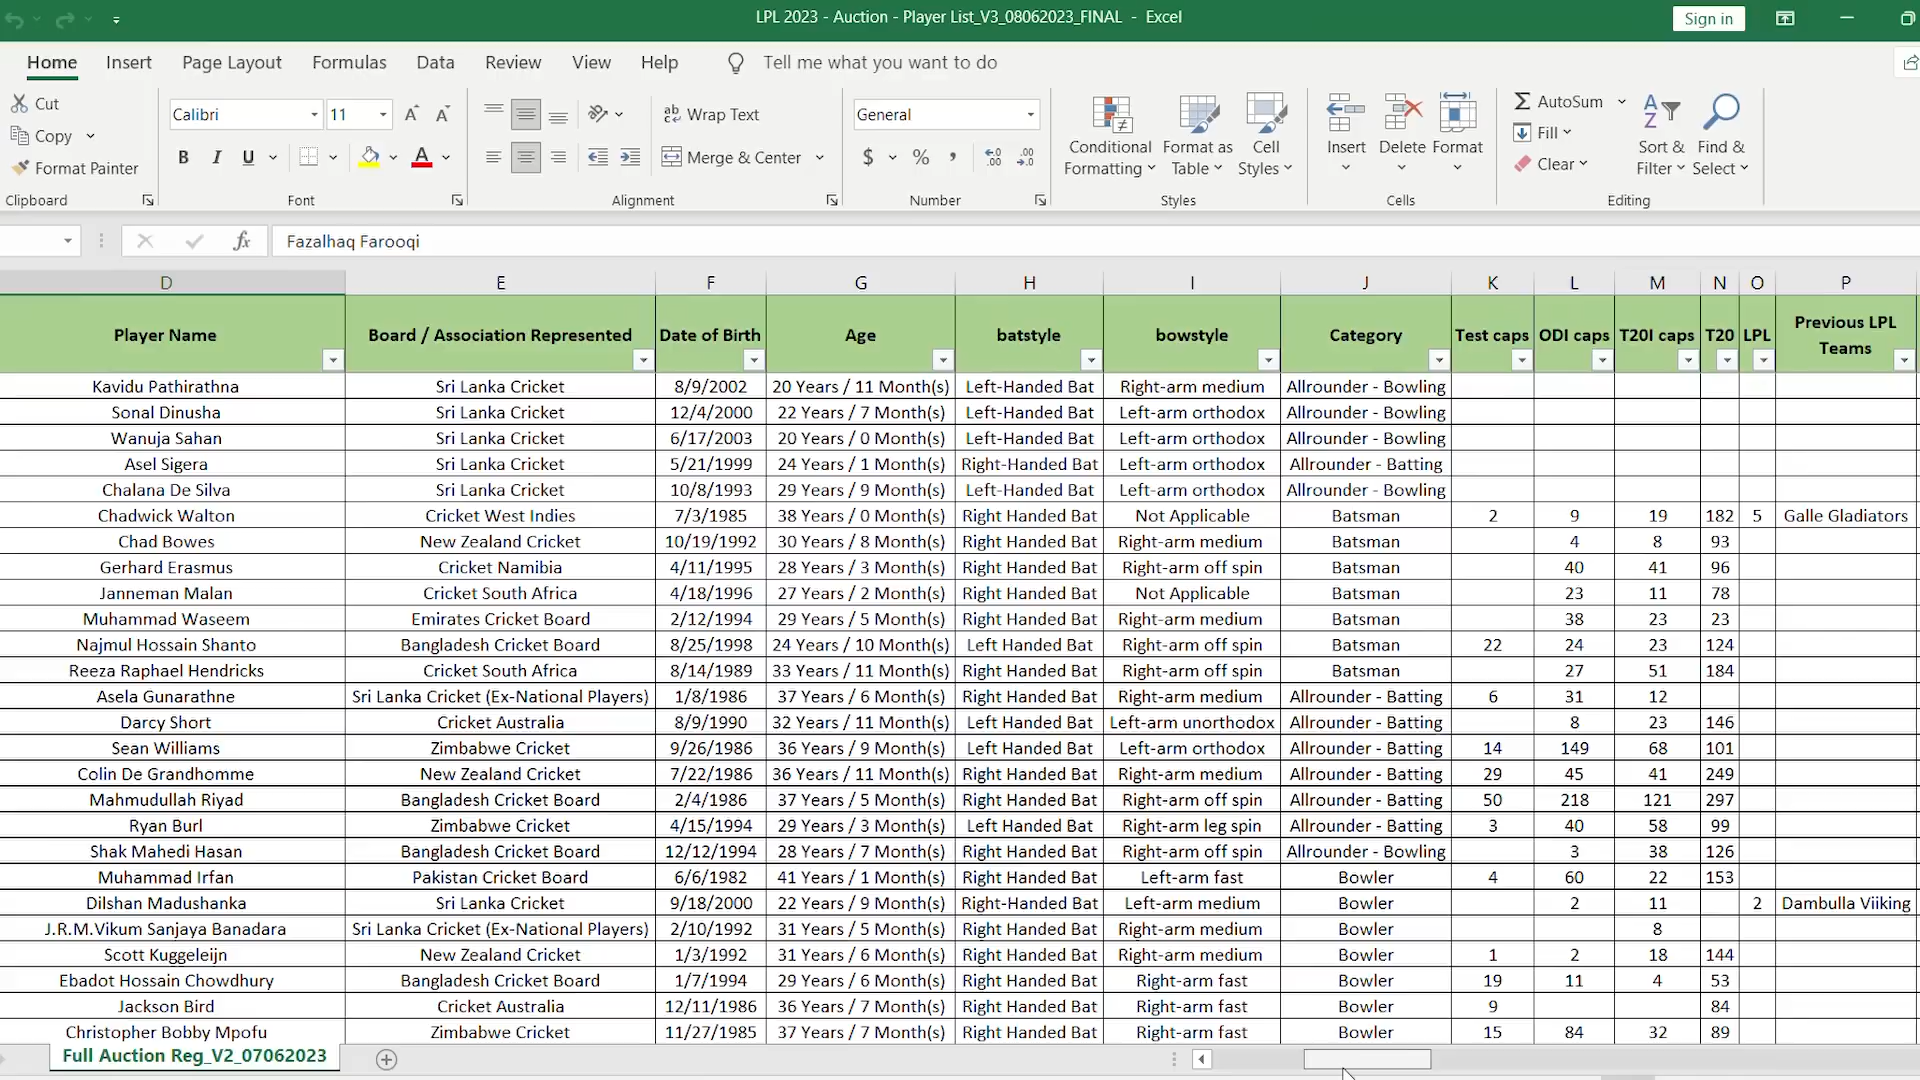 LPL 2023 - Auction - Player List_V3_08062023_FINAL - Excel
Sign in
Home Insert Page Layout Formulas Data Review View Help Tell me what you want to do
Cut
Copy
Format Painter
Clipboard
Calibri 11
B I U
Font
Wrap Text
Merge & Center
Alignment
General
$ % ,
Number
Conditional Formatting
Format as Table
Cell Styles
Styles
Insert
Delete
Format
Cells
AutoSum
Fill
Clear
Sort & Filter
Find & Select
Editing
fx Fazalhaq Farooqi
D E F G H I J K L M N O P
Player Name Board / Association Represented Date of Birth Age batstyle bowstyle Category Test caps ODI caps T20I caps T20 LPL Previous LPL Teams
Kavidu Pathirathna Sri Lanka Cricket 8/9/2002 20 Years / 11 Month(s) Left-Handed Bat Right-arm medium Allrounder - Bowling
Sonal Dinusha Sri Lanka Cricket 12/4/2000 22 Years / 7 Month(s) Left-Handed Bat Left-arm orthodox Allrounder - Bowling
Wanuja Sahan Sri Lanka Cricket 6/17/2003 20 Years / 0 Month(s) Left-Handed Bat Left-arm orthodox Allrounder - Bowling
Asel Sigera Sri Lanka Cricket 5/21/1999 24 Years / 1 Month(s) Right-Handed Bat Left-arm orthodox Allrounder - Batting
Chalana De Silva Sri Lanka Cricket 10/8/1993 29 Years / 9 Month(s) Left-Handed Bat Left-arm orthodox Allrounder - Bowling
Chadwick Walton Cricket West Indies 7/3/1985 38 Years / 0 Month(s) Right Handed Bat Not Applicable Batsman 2 9 19 182 5 Galle Gladiators
Chad Bowes New Zealand Cricket 10/19/1992 30 Years / 8 Month(s) Right Handed Bat Right-arm medium Batsman 4 8 93
Gerhard Erasmus Cricket Namibia 4/11/1995 28 Years / 3 Month(s) Right Handed Bat Right-arm off spin Batsman 40 41 96
Janneman Malan Cricket South Africa 4/18/1996 27 Years / 2 Month(s) Right Handed Bat Not Applicable Batsman 23 11 78
Muhammad Waseem Emirates Cricket Board 2/12/1994 29 Years / 5 Month(s) Right Handed Bat Right-arm medium Batsman 38 23 23
Najmul Hossain Shanto Bangladesh Cricket Board 8/25/1998 24 Years / 10 Month(s) Left Handed Bat Right-arm off spin Batsman 22 24 23 124
Reeza Raphael Hendricks Cricket South Africa 8/14/1989 33 Years / 11 Month(s) Right Handed Bat Right-arm off spin Batsman 27 51 184
Asela Gunarathne Sri Lanka Cricket (Ex-National Players) 1/8/1986 37 Years / 6 Month(s) Right Handed Bat Right-arm medium Allrounder - Batting 6 31 12
Darcy Short Cricket Australia 8/9/1990 32 Years / 11 Month(s) Left Handed Bat Left-arm unorthodox Allrounder - Batting 8 23 146
Sean Williams Zimbabwe Cricket 9/26/1986 36 Years / 9 Month(s) Left Handed Bat Left-arm orthodox Allrounder - Batting 14 149 68 101
Colin De Grandhomme New Zealand Cricket 7/22/1986 36 Years / 11 Month(s) Right Handed Bat Right-arm medium Allrounder - Batting 29 45 41 249
Mahmudullah Riyad Bangladesh Cricket Board 2/4/1986 37 Years / 5 Month(s) Right Handed Bat Right-arm off spin Allrounder - Batting 50 218 121 297
Ryan Burl Zimbabwe Cricket 4/15/1994 29 Years / 3 Month(s) Left Handed Bat Right-arm leg spin Allrounder - Batting 3 40 58 99
Shak Mahedi Hasan Bangladesh Cricket Board 12/12/1994 28 Years / 7 Month(s) Right Handed Bat Right-arm off spin Allrounder - Bowling 3 38 126
Muhammad Irfan Pakistan Cricket Board 6/6/1982 41 Years / 1 Month(s) Right Handed Bat Left-arm fast Bowler 4 60 22 153
Dilshan Madushanka Sri Lanka Cricket 9/18/2000 22 Years / 9 Month(s) Right-Handed Bat Left-arm medium Bowler 2 11 2 Dambulla Viiking
J.R.M.Vikum Sanjaya Banadara Sri Lanka Cricket (Ex-National Players) 2/10/1992 31 Years / 5 Month(s) Right Handed Bat Right-arm medium Bowler 8
Scott Kuggeleijn New Zealand Cricket 1/3/1992 31 Years / 6 Month(s) Right Handed Bat Right-arm medium Bowler 1 2 18 144
Ebadot Hossain Chowdhury Bangladesh Cricket Board 1/7/1994 29 Years / 6 Month(s) Right Handed Bat Right-arm fast Bowler 19 11 4 53
Jackson Bird Cricket Australia 12/11/1986 36 Years / 7 Month(s) Right Handed Bat Right-arm fast Bowler 9 84
Christopher Bobby Mpofu Zimbabwe Cricket 11/27/1985 37 Years / 7 Month(s) Right Handed Bat Right-arm fast Bowler 15 84 32 89
Full Auction Reg_V2_07062023